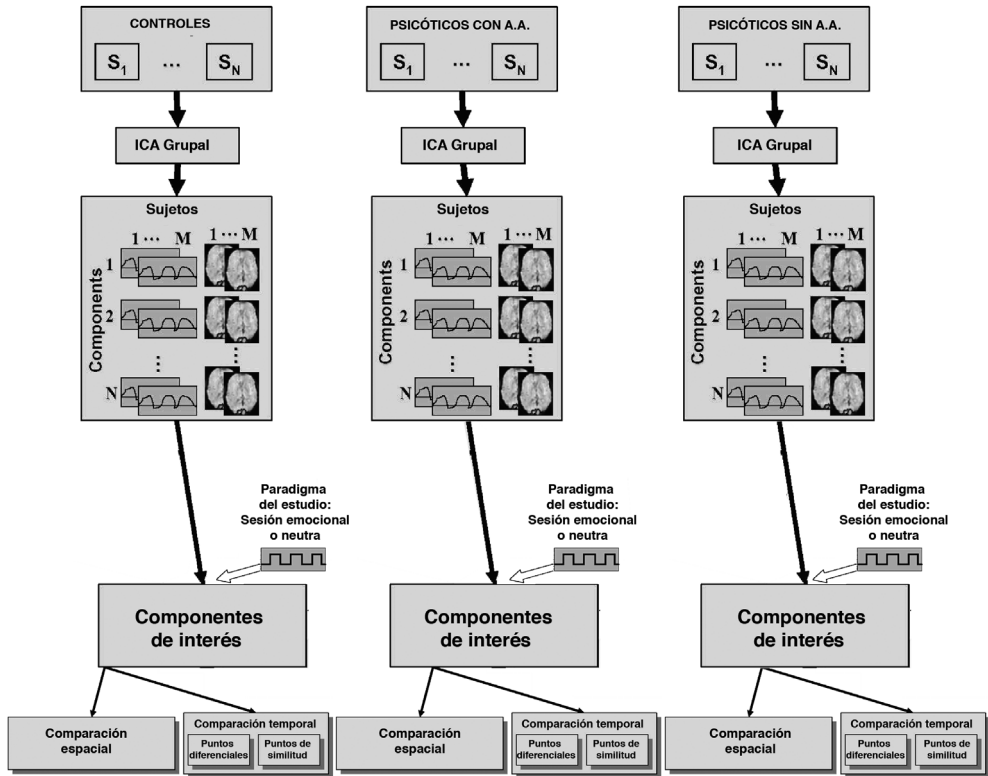 CONTROLES
S1 ... SN
ICA Grupal
Sujetos
1 ... M 1 ... M
Components
1
2
⋮ ⋮
N
Paradigma
del estudio:
Sesión emocional
o neutra
Componentes
de interés
Comparación
espacial
Comparación temporal
Puntos
diferenciales
Puntos de
similitud
PSICÓTICOS CON A.A.
S1 ... SN
ICA Grupal
Sujetos
1 ... M 1 ... M
Components
1
2
⋮ ⋮
N
Paradigma
del estudio:
Sesión emocional
o neutra
Componentes
de interés
Comparación
espacial
Comparación temporal
Puntos
diferenciales
Puntos de
similitud
PSICÓTICOS SIN A.A.
S1 ... SN
ICA Grupal
Sujetos
1 ... M 1 ... M
Components
1
2
⋮ ⋮
N
Paradigma
del estudio:
Sesión emocional
o neutra
Componentes
de interés
Comparación
espacial
Comparación temporal
Puntos
diferenciales
Puntos de
similitud